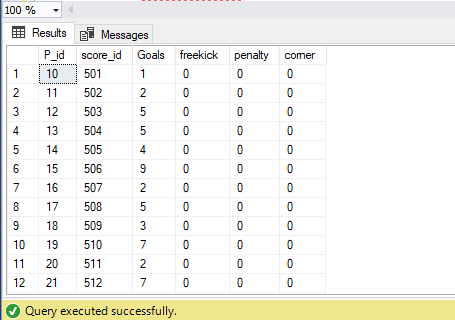 100 %
Results Messages
P_id score_id Goals freekick penalty corner
1 10 501 1 0 0 0
2 11 502 2 0 0 0
3 12 503 5 0 0 0
4 13 504 5 0 0 0
5 14 505 4 0 0 0
6 15 506 9 0 0 0
7 16 507 2 0 0 0
8 17 508 5 0 0 0
9 18 509 3 0 0 0
10 19 510 7 0 0 0
11 20 511 2 0 0 0
12 21 512 7 0 0 0
Query executed successfully.